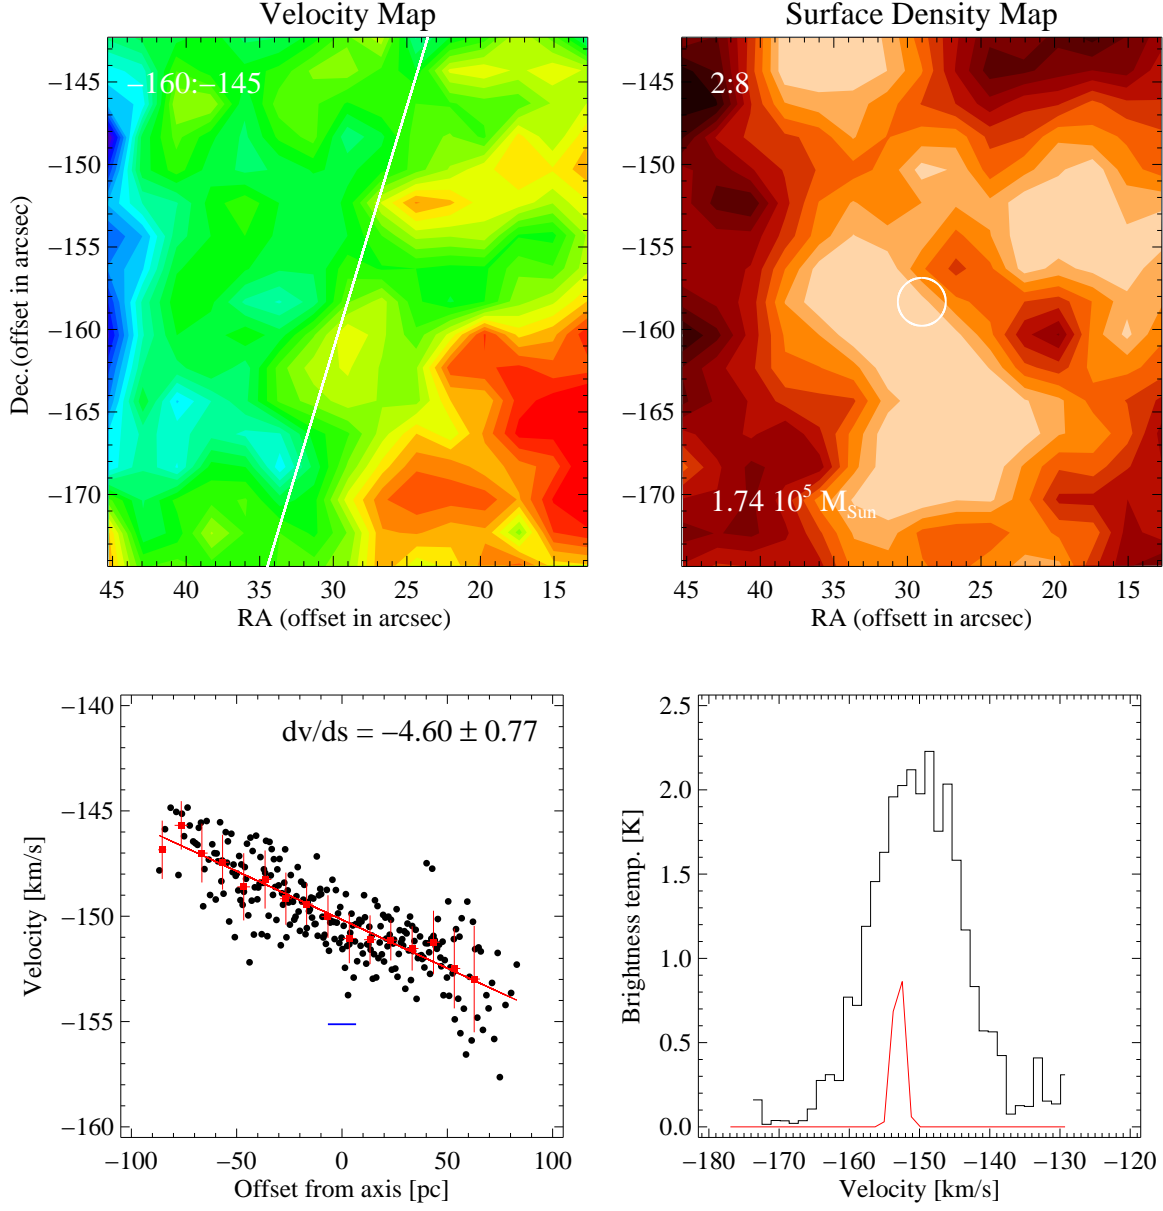 Velocity Map
Surface Density Map
−160:−145
2:8
−145
−150
−155
−160
−165
−170
Dec.(offset in arcsec)
−145
−150
−155
−160
−165
−170
1.74 10^5 M_Sun
45 40 35 30 25 20 15
RA (offset in arcsec)
45 40 35 30 25 20 15
RA (offsett in arcsec)
dv/ds = −4.60 ± 0.77
−140
−145
−150
−155
−160
Velocity [km/s]
−100 −50 0 50 100
Offset from axis [pc]
2.5
2.0
1.5
1.0
0.5
0.0
Brightness temp. [K]
−180 −170 −160 −150 −140 −130 −120
Velocity [km/s]